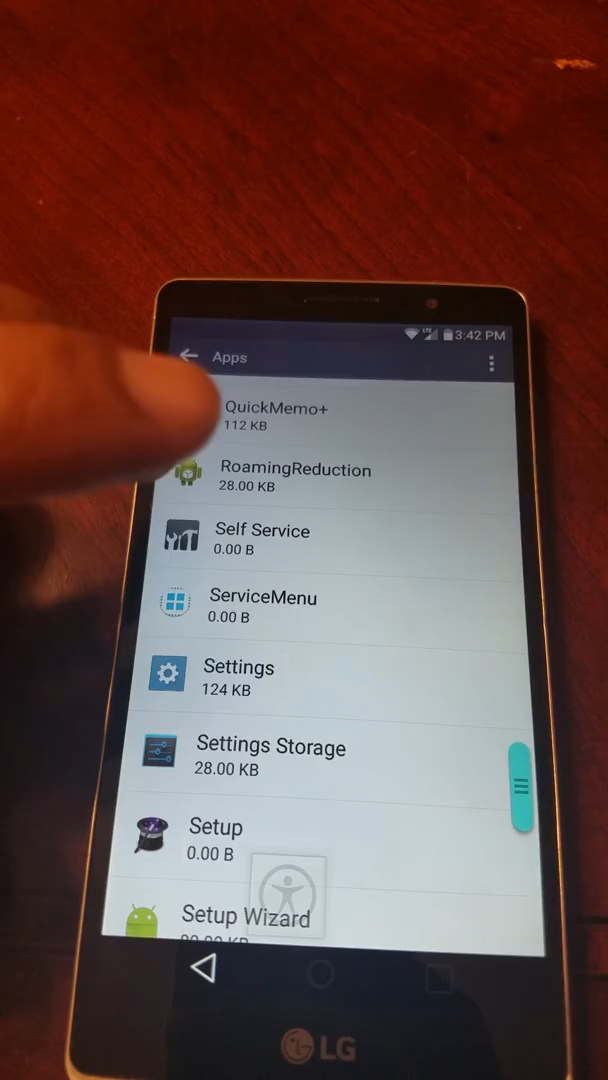 LTE
3:42 PM
Apps
QuickMemo+
112 KB
RoamingReduction
28.00 KB
Self Service
0.00 B
ServiceMenu
0.00 B
Settings
124 KB
Settings Storage
28.00 KB
Setup
0.00 B
Setup Wizard
LG